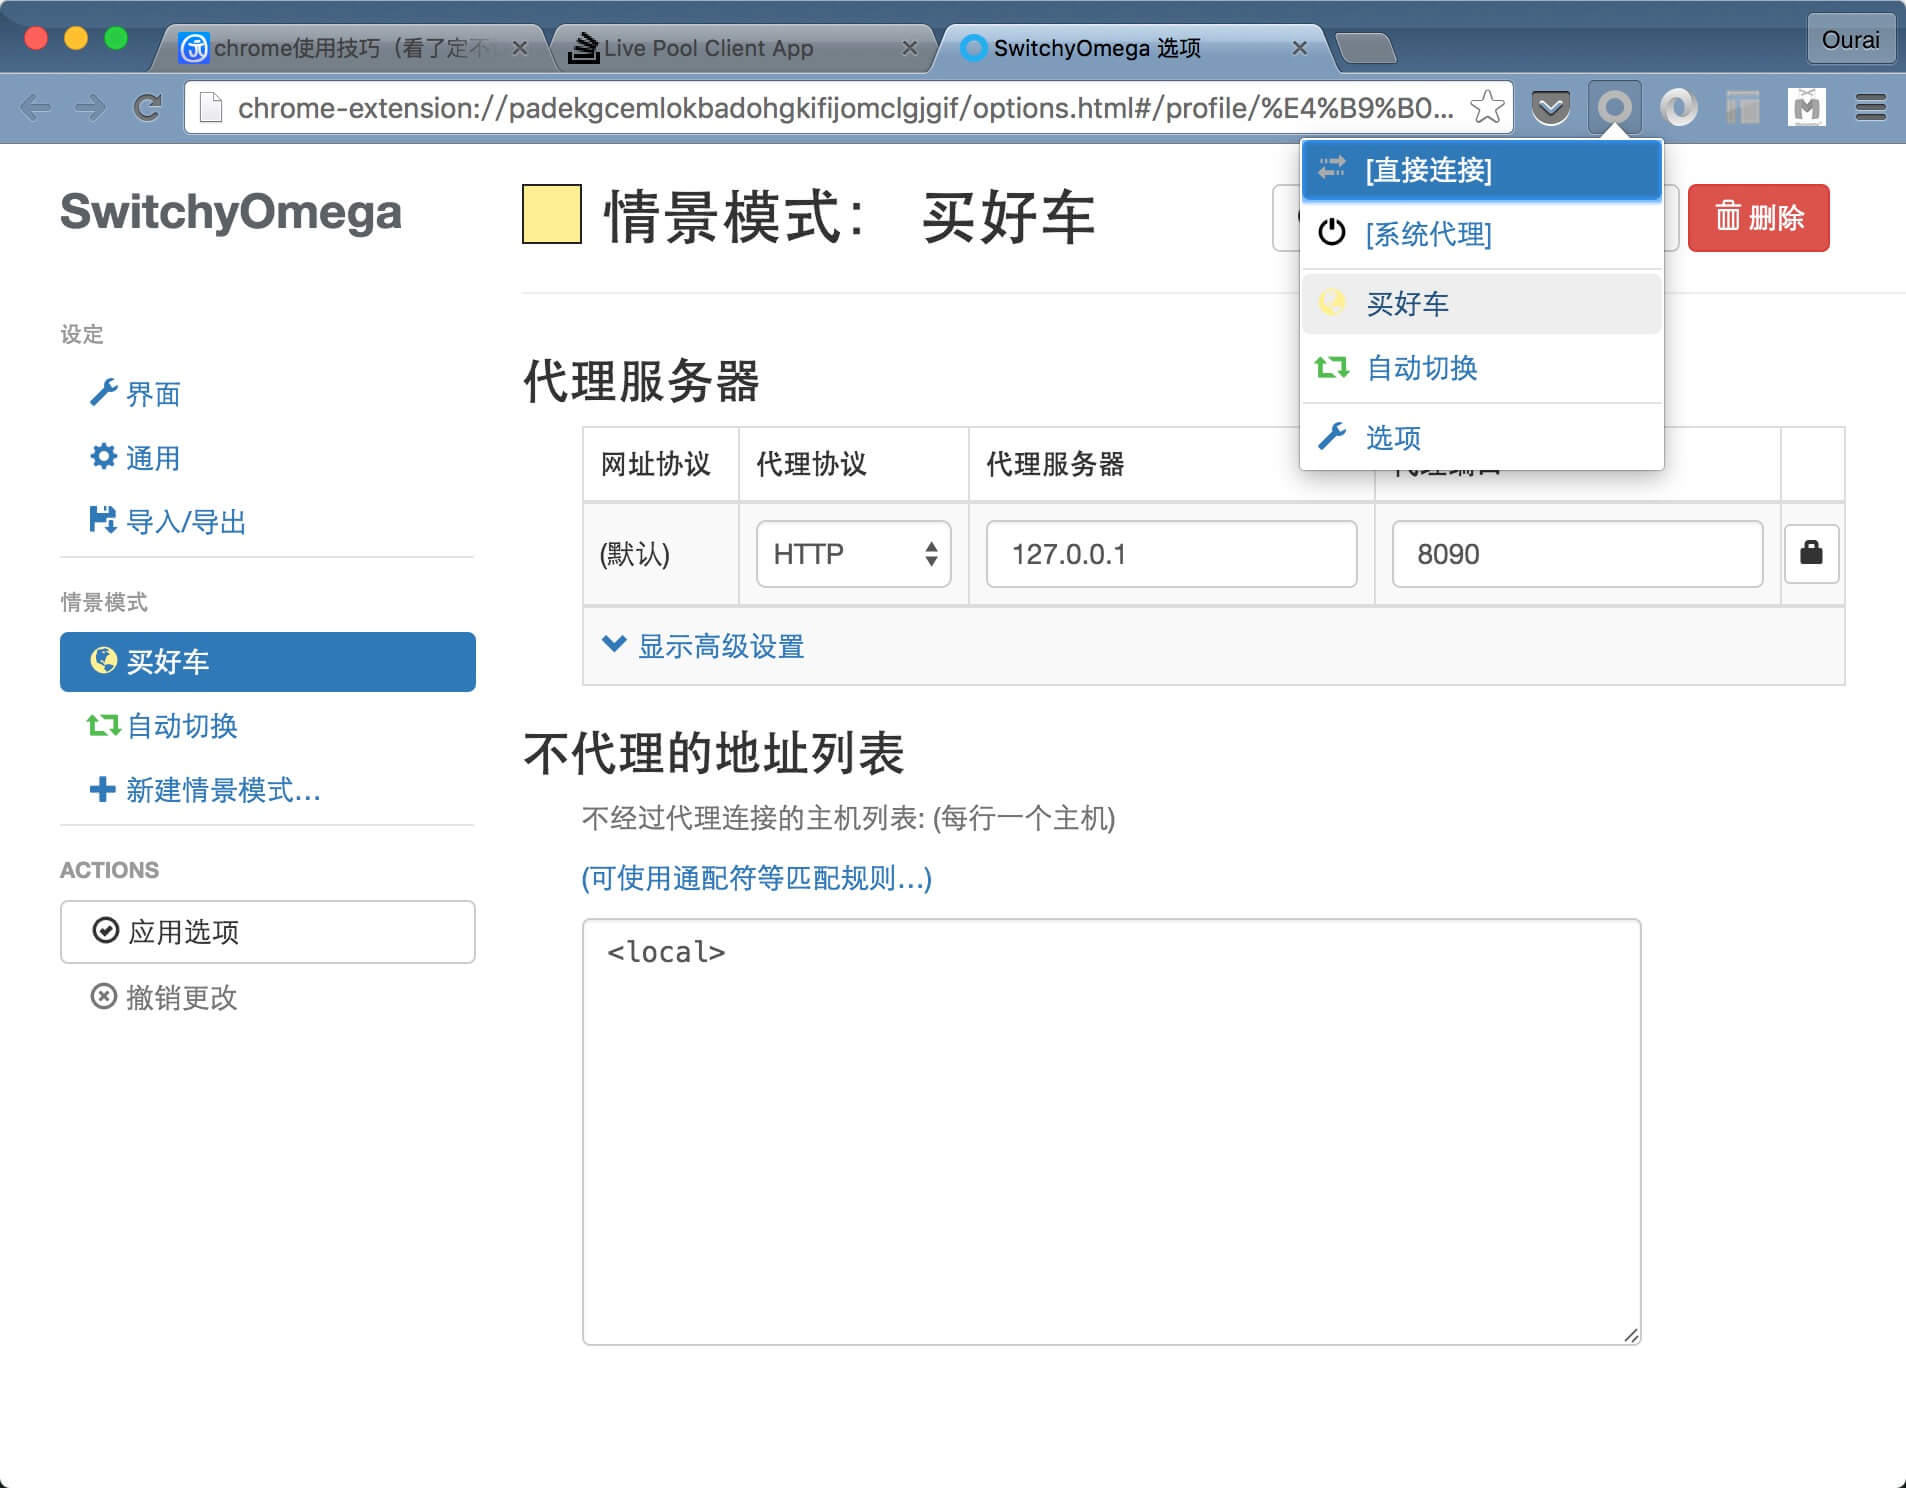 chrome使用技巧（看了定不
Live Pool Client App
SwitchyOmega 选项
Ourai
chrome-extension://padekgcemlokbadohgkifijomclgjgif/options.html#/profile/%E4%B9%B0...
SwitchyOmega
设定
界面
通用
导入/导出
情景模式
买好车
自动切换
新建情景模式...
ACTIONS
应用选项
撤销更改
情景模式： 买好车
删除
[直接连接]
[系统代理]
买好车
自动切换
选项
代理服务器
网址协议 代理协议 代理服务器 代理端口
(默认) HTTP 127.0.0.1 8090
显示高级设置
不代理的地址列表
不经过代理连接的主机列表: (每行一个主机)
(可使用通配符等匹配规则...)
<local>